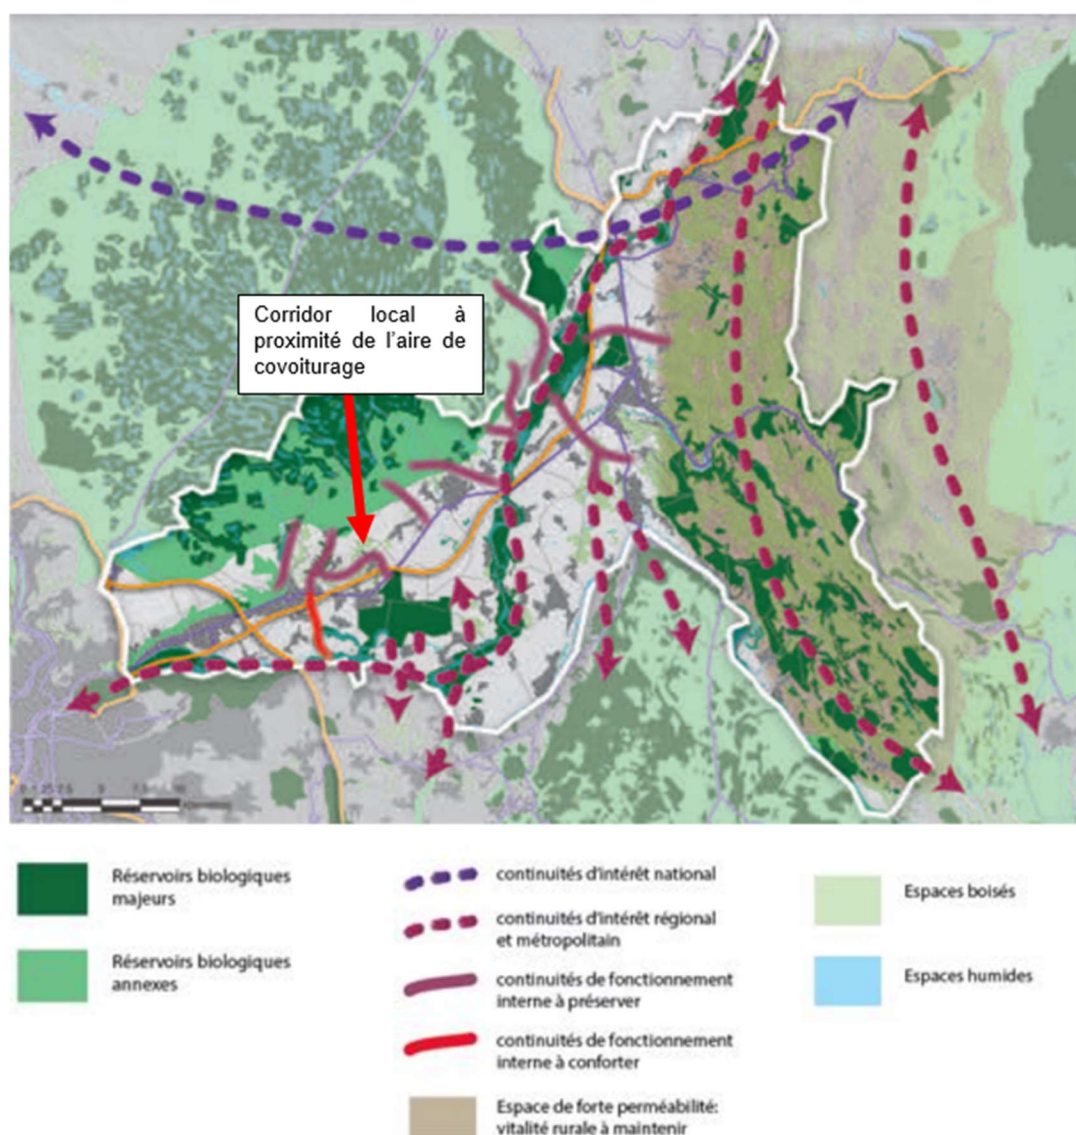 Corridor local à
proximité de l'aire de
covoiturage
Réservoirs biologiques
majeurs
Réservoirs biologiques
annexes
continuités d'intérêt national
continuités d'intérêt régional
et métropolitain
continuités de fonctionnement
interne à préserver
continuités de fonctionnement
interne à conforter
Espace de forte perméabilité:
vitalité rurale à maintenir
Espaces boisés
Espaces humides